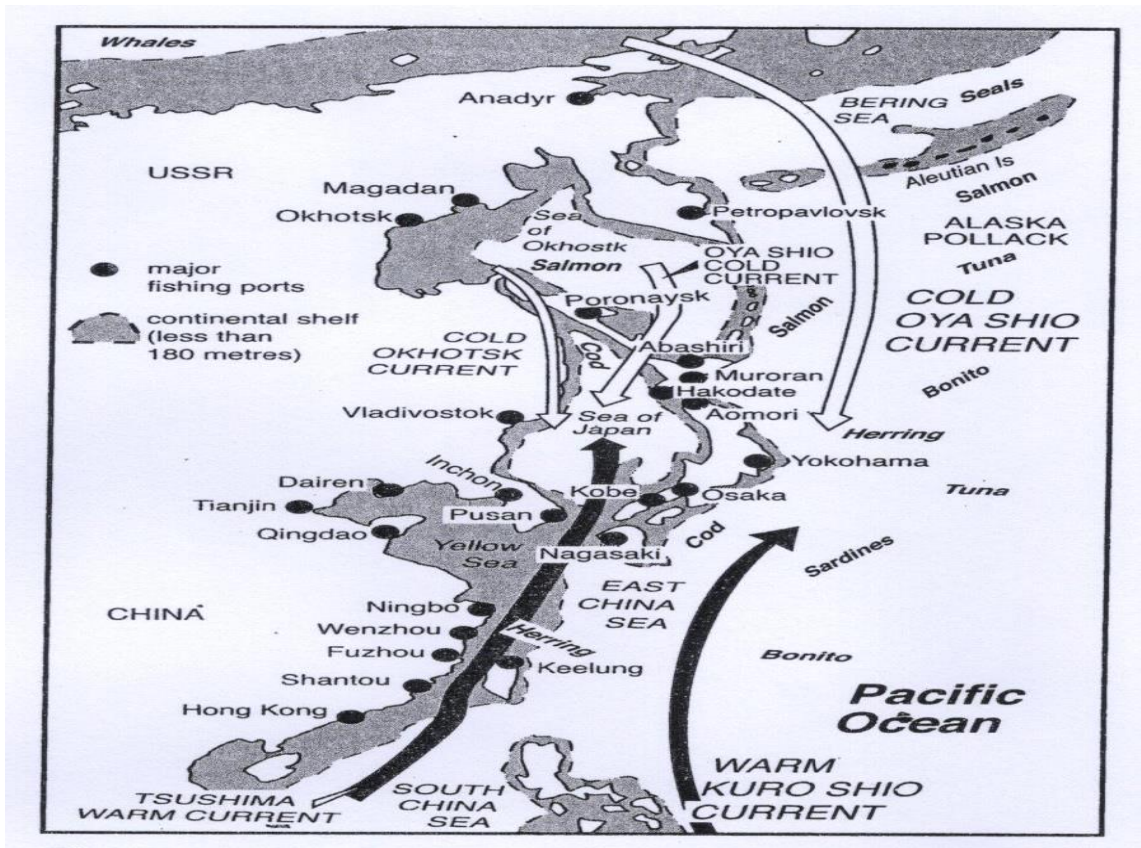 Whales
Anadyr
BERING Seals
SEA
USSR
Aleutian Is
Salmon
Magadan
Okhotsk
Petropavlovsk
Sea
of
Okhostk
Salmon
ALASKA
POLLACK
Tuna
OYA SHIO
COLD
CURRENT
major
fishing ports
continental shelf
(less than
180 metres)
Poronaysk
Salmon
COLD
OYA SHIO
CURRENT
COLD
OKHOTSK
CURRENT
Cod
Abashiri
Muroran
Hakodate
Aomori
Bonito
Vladivostok
Sea of
Japan
Herring
Yokohama
Inchon
Dairen
Tianjin
Kobe
Osaka
Tuna
Pusan
Qingdao
Yellow
Sea
Nagasaki
Cod
Sardines
EAST
CHINA
SEA
CHINA
Ningbo
Wenzhou
Herring
Fuzhou
Keelung
Bonito
Shantou
Hong Kong
Pacific
Ocean
WARM
KURO SHIO
CURRENT
TSUSHIMA
WARM CURRENT
SOUTH
CHINA
SEA